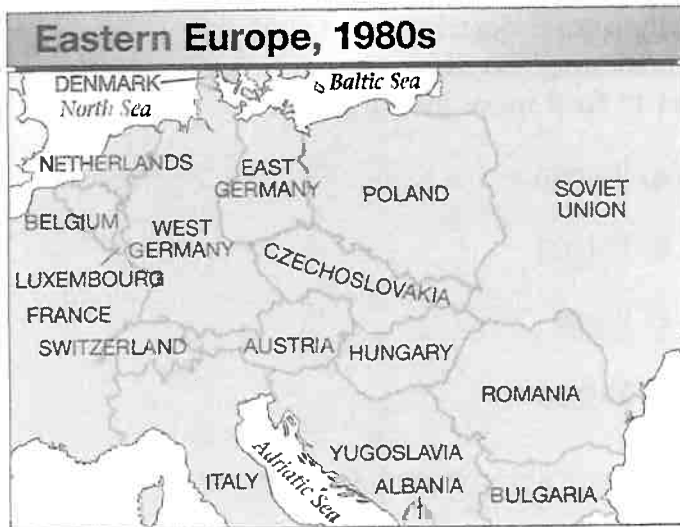 Eastern Europe, 1980s
DENMARK
Baltic Sea
North Sea
NETHERLANDS
EAST
GERMANY
POLAND
SOVIET
UNION
BELGIUM
WEST
GERMANY
CZECHOSLOVAKIA
LUXEMBOURG
FRANCE
SWITZERLAND
AUSTRIA
HUNGARY
ROMANIA
YUGOSLAVIA
Adriatic Sea
ITALY
ALBANIA
BULGARIA